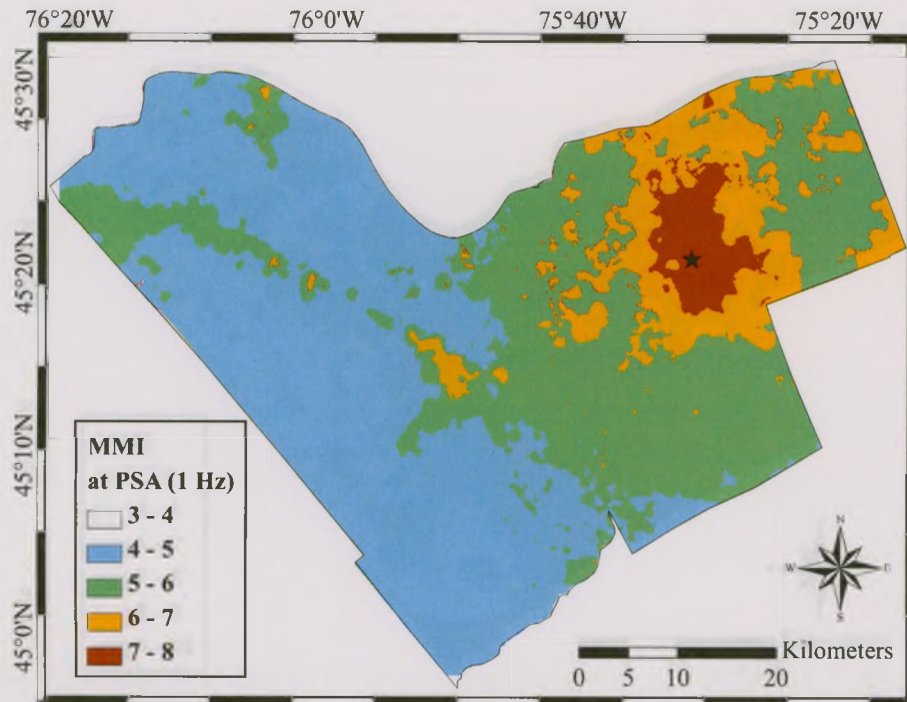 76°20'W 76°0'W 75°40'W 75°20'W
45°30'N
45°20'N
45°10'N
45°0'N
MMI
at PSA (1 Hz)
3 - 4
4 - 5
5 - 6
6 - 7
7 - 8
N
W E
S
Kilometers
0 5 10 20